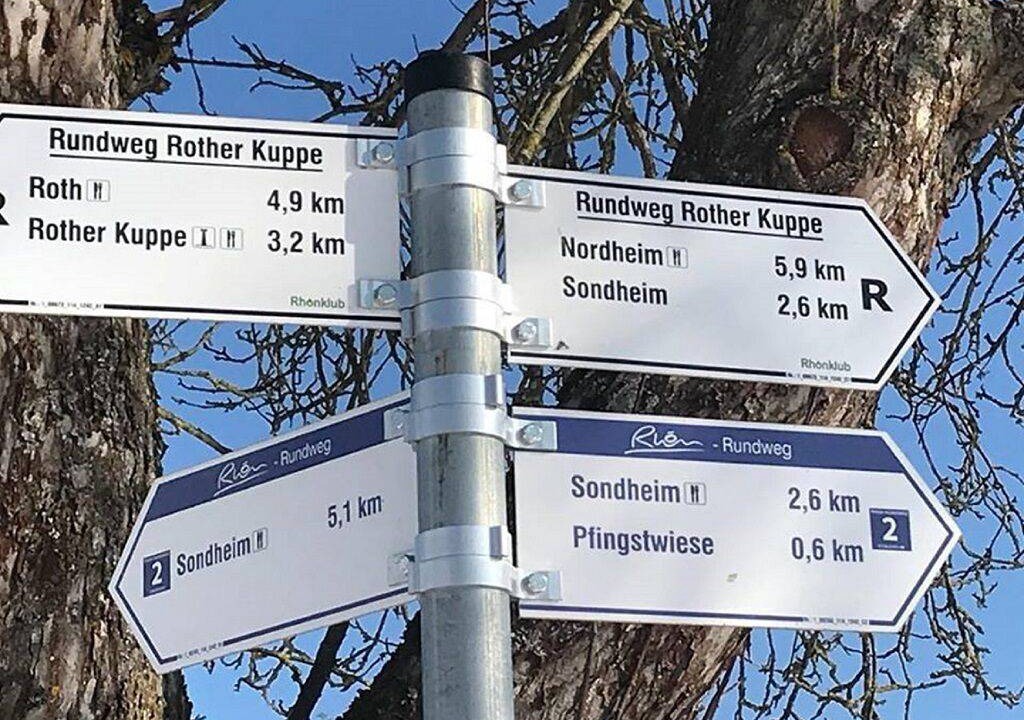 Rundweg Rother Kuppe
Roth 4,9 km
Rother Kuppe 3,2 km
R
Rhönklub
Rundweg Rother Kuppe
Nordheim 5,9 km
Sondheim 2,6 km
R
Rhönklub
Rhön - Rundweg
5,1 km
2 Sondheim
Rhön - Rundweg
Sondheim 2,6 km
Pfingstwiese 0,6 km
2